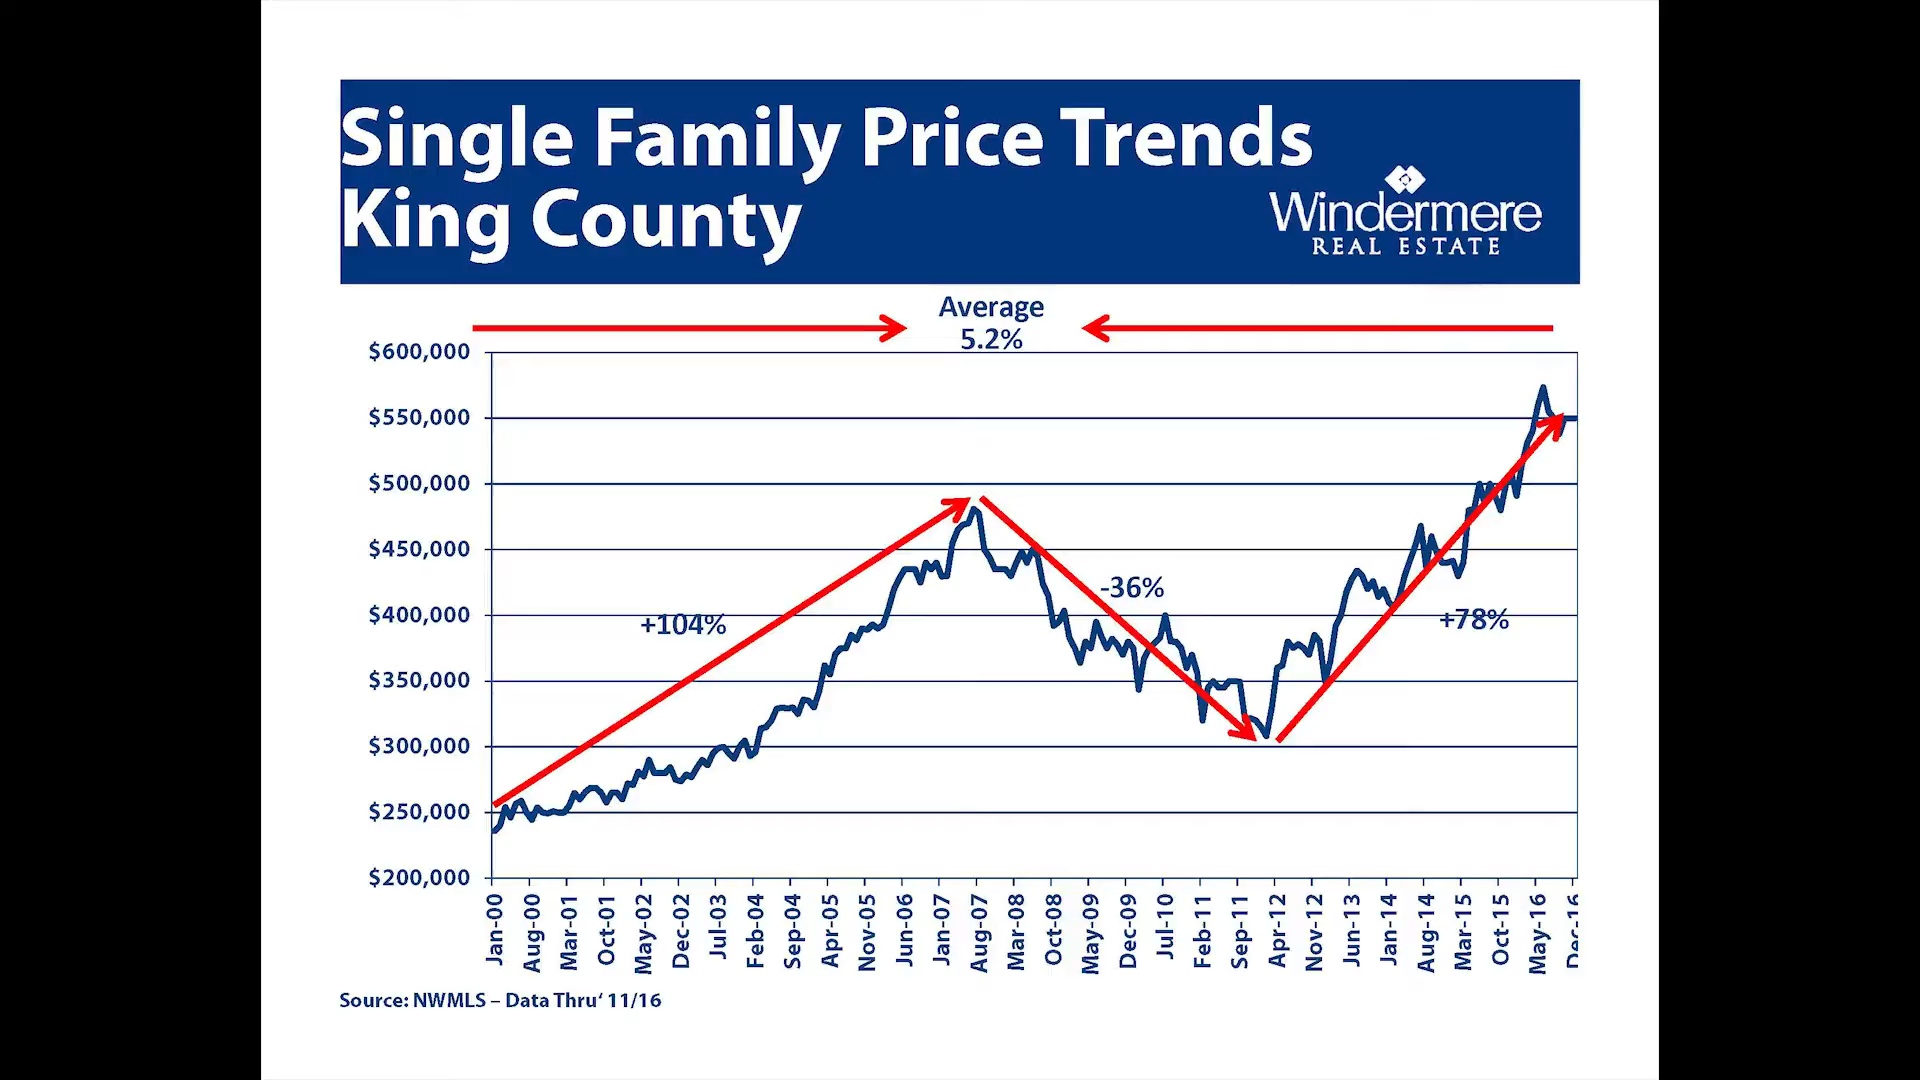 Single Family Price Trends
King County
Windermere
REAL ESTATE
Average
5.2%
$600,000
$550,000
$500,000
$450,000
$400,000
$350,000
$300,000
$250,000
$200,000
+104%
-36%
+78%
Jan-00
Aug-00
Mar-01
Oct-01
May-02
Dec-02
Jul-03
Feb-04
Sep-04
Apr-05
Nov-05
Jun-06
Jan-07
Aug-07
Mar-08
Oct-08
May-09
Dec-09
Jul-10
Feb-11
Sep-11
Apr-12
Nov-12
Jun-13
Jan-14
Aug-14
Mar-15
Oct-15
May-16
Dec-16
Source: NWMLS – Data Thru‘ 11/16